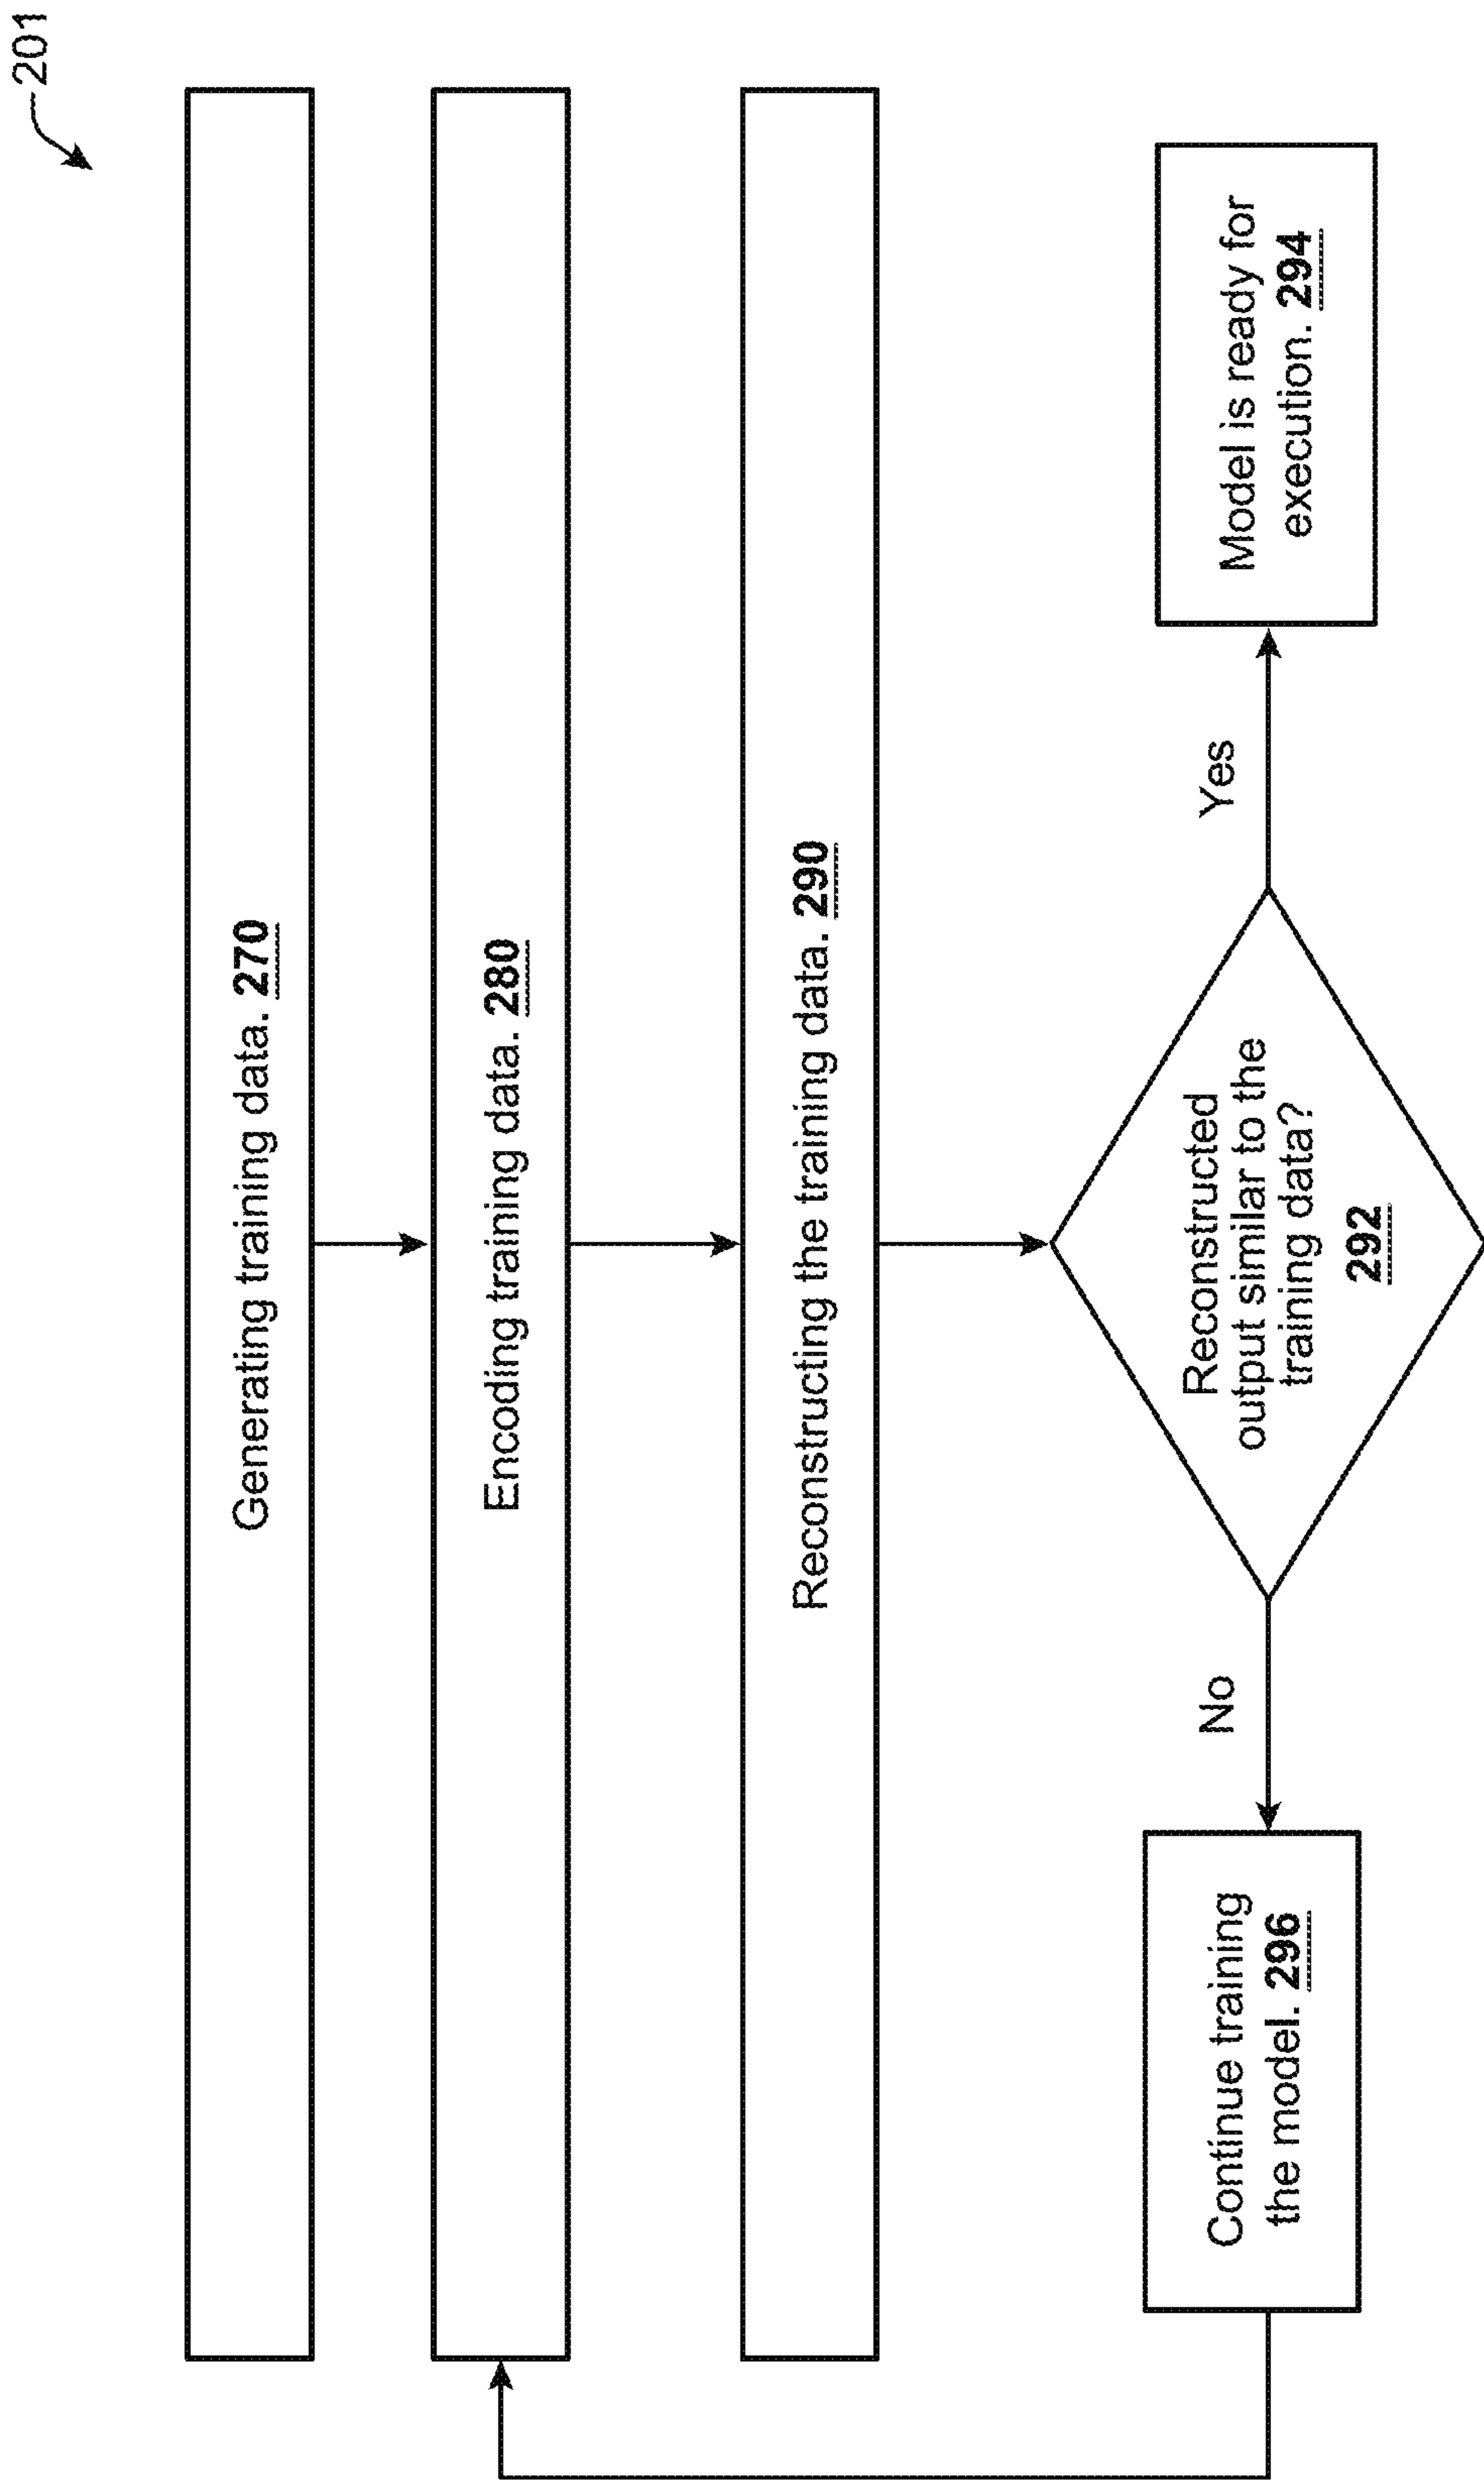 201
Generating training data. 270
Encoding training data. 280
Reconstructing the training data. 290
Reconstructed
output similar to the
training data?
292
No
Yes
Continue training
the model. 296
Model is ready for
execution. 294